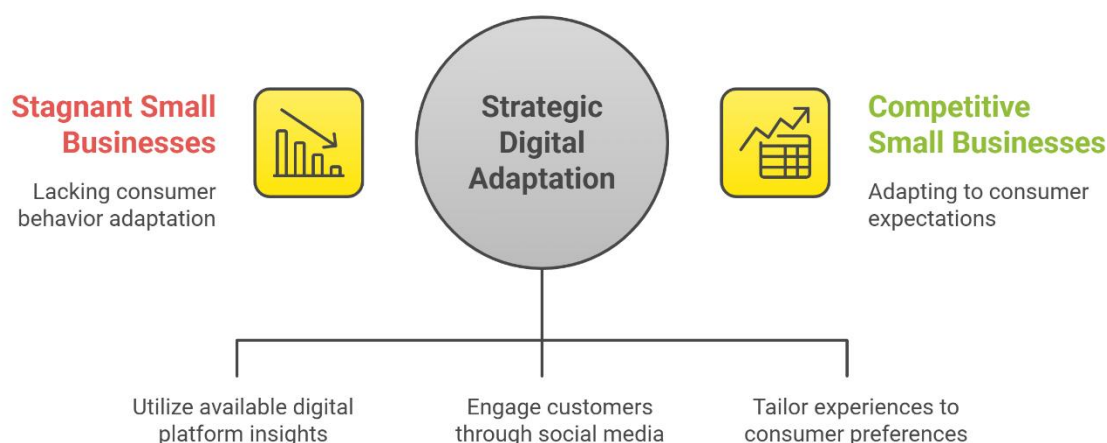 Stagnant Small
Businesses
Lacking consumer
behavior adaptation
Strategic
Digital
Adaptation
Competitive
Small Businesses
Adapting to consumer
expectations
Utilize available digital
platform insights
Engage customers
through social media
Tailor experiences to
consumer preferences